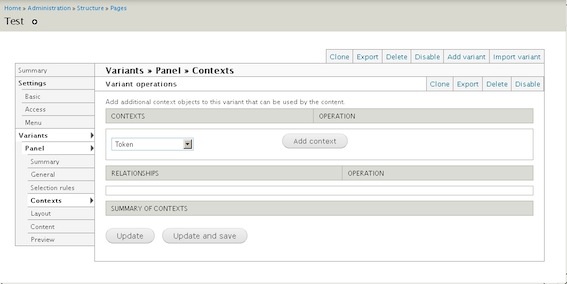 Home » Administration » Structure » Pages
Test
Clone Export Delete Disable Add variant Import variant
Summary
Settings
Basic
Access
Menu
Variants
Panel
Summary
General
Selection rules
Contexts
Layout
Content
Preview
Variants » Panel » Contexts
Variant operations
Clone Export Delete Disable
Add additional context objects to this variant that can be used by the content.
CONTEXTS OPERATION
Token Add context
RELATIONSHIPS OPERATION
SUMMARY OF CONTEXTS
Update Update and save